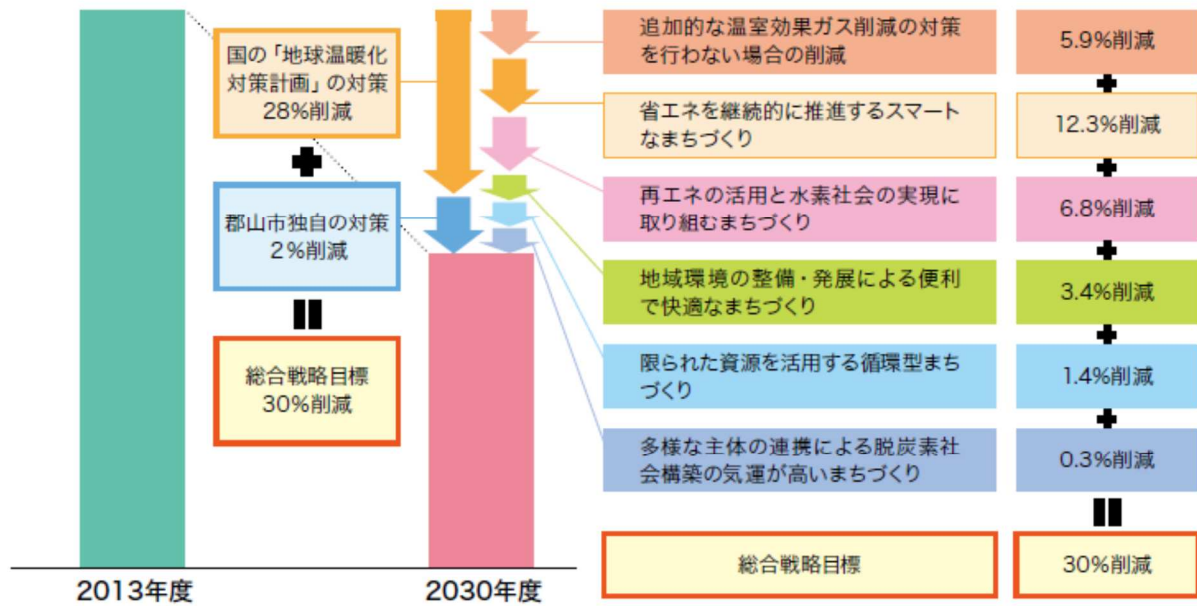 国の「地球温暖化
対策計画」の対策
28%削減
郡山市独自の対策
2%削減
総合戦略目標
30%削減
追加的な温室効果ガス削減の対策
を行わない場合の削減
5.9%削減
省エネを継続的に推進するスマート
なまちづくり
12.3%削減
再エネの活用と水素社会の実現に
取り組むまちづくり
6.8%削減
地域環境の整備・発展による便利
で快適なまちづくり
3.4%削減
限られた資源を活用する循環型まち
づくり
1.4%削減
多様な主体の連携による脱炭素社
会構築の気運が高いまちづくり
0.3%削減
総合戦略目標
30%削減
2013年度
2030年度